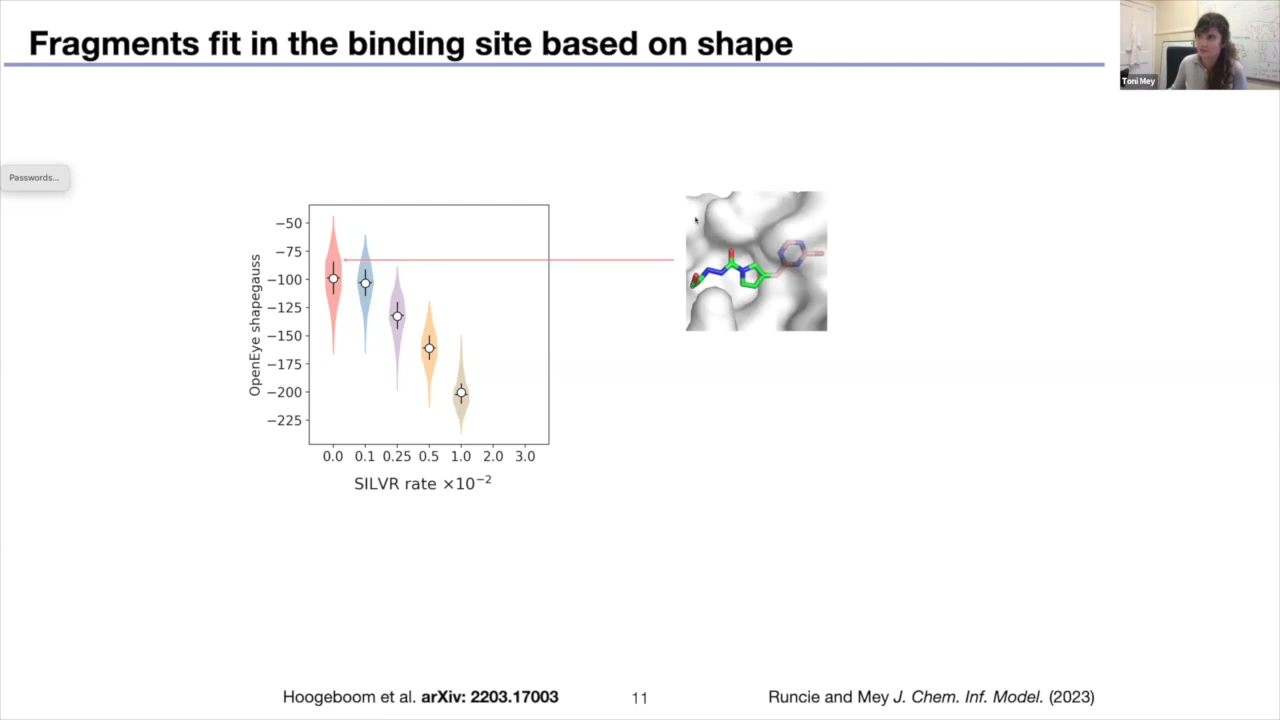 Fragments fit in the binding site based on shape
Toni Mey
Passwords...
OpenEye shapegauss
−50
−75
−100
−125
−150
−175
−200
−225
0.0 0.1 0.25 0.5 1.0 2.0 3.0
SILVR rate ×10⁻²
Hoogeboom et al. arXiv: 2203.17003
11
Runcie and Mey J. Chem. Inf. Model. (2023)